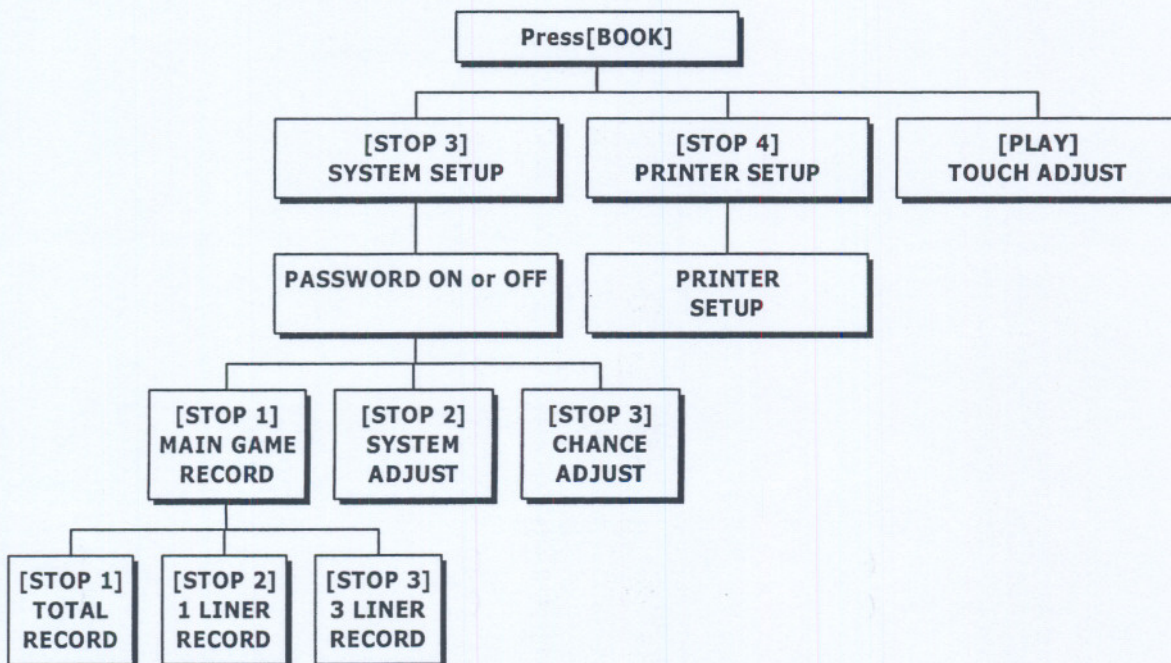 Press[BOOK]
[STOP 3]
SYSTEM SETUP
[STOP 4]
PRINTER SETUP
[PLAY]
TOUCH ADJUST
PASSWORD ON or OFF
PRINTER
SETUP
[STOP 1]
MAIN GAME
RECORD
[STOP 2]
SYSTEM
ADJUST
[STOP 3]
CHANCE
ADJUST
[STOP 1]
TOTAL
RECORD
[STOP 2]
1 LINER
RECORD
[STOP 3]
3 LINER
RECORD